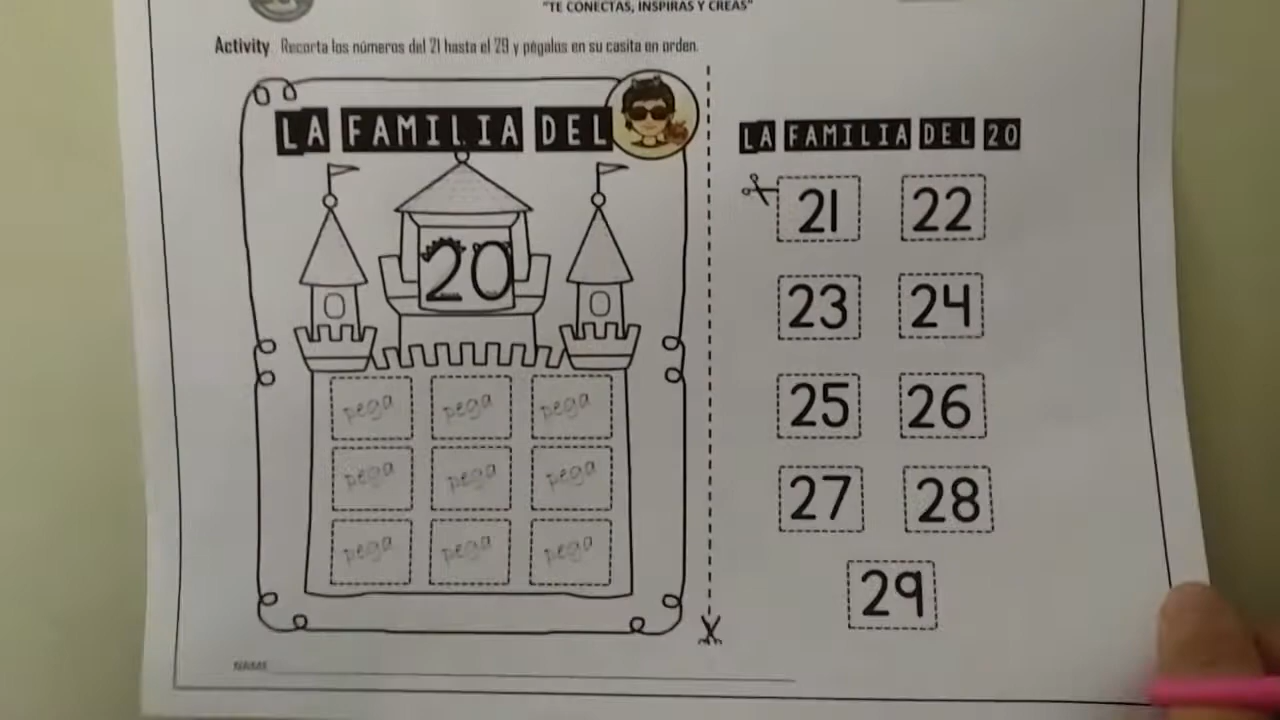 "TE CONECTAS, INSPIRAS Y CREAS"
Activity Recorta los números del 21 hasta el 29 y pégalos en su casita en orden.
LA FAMILIA DEL
20
pega pega pega
pega pega pega
pega pega pega
NAME
LA FAMILIA DEL 20
21 22
23 24
25 26
27 28
29